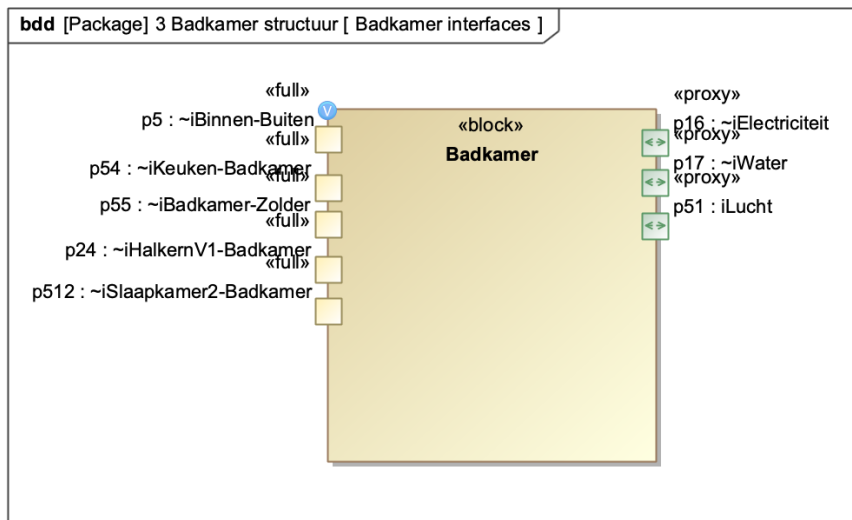 bdd [Package] 3 Badkamer structuur [ Badkamer interfaces ]
«full»
p5 : ~iBinnen-Buiten
«full»
p54 : ~iKeuken-Badkamer
«full»
p55 : ~iBadkamer-Zolder
«full»
p24 : ~iHalkernV1-Badkamer
«full»
p512 : ~iSlaapkamer2-Badkamer
V
«block»
Badkamer
«proxy»
p16 : ~iElectriciteit
«proxy»
p17 : ~iWater
«proxy»
p51 : iLucht